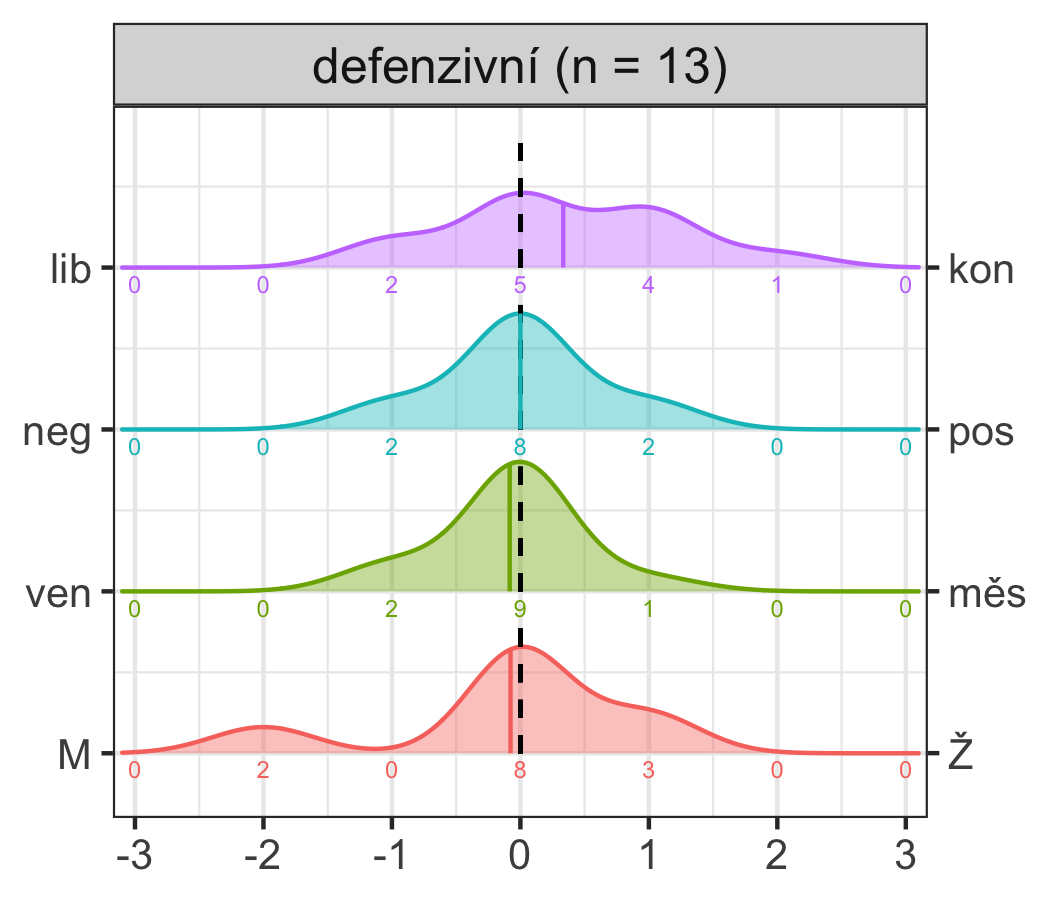 defenzivní (n = 13)
lib kon
0 0 2 5 4 1 0
neg pos
0 0 2 8 2 0 0
ven měs
0 0 2 9 1 0 0
M Ž
0 2 0 8 3 0 0
-3 -2 -1 0 1 2 3